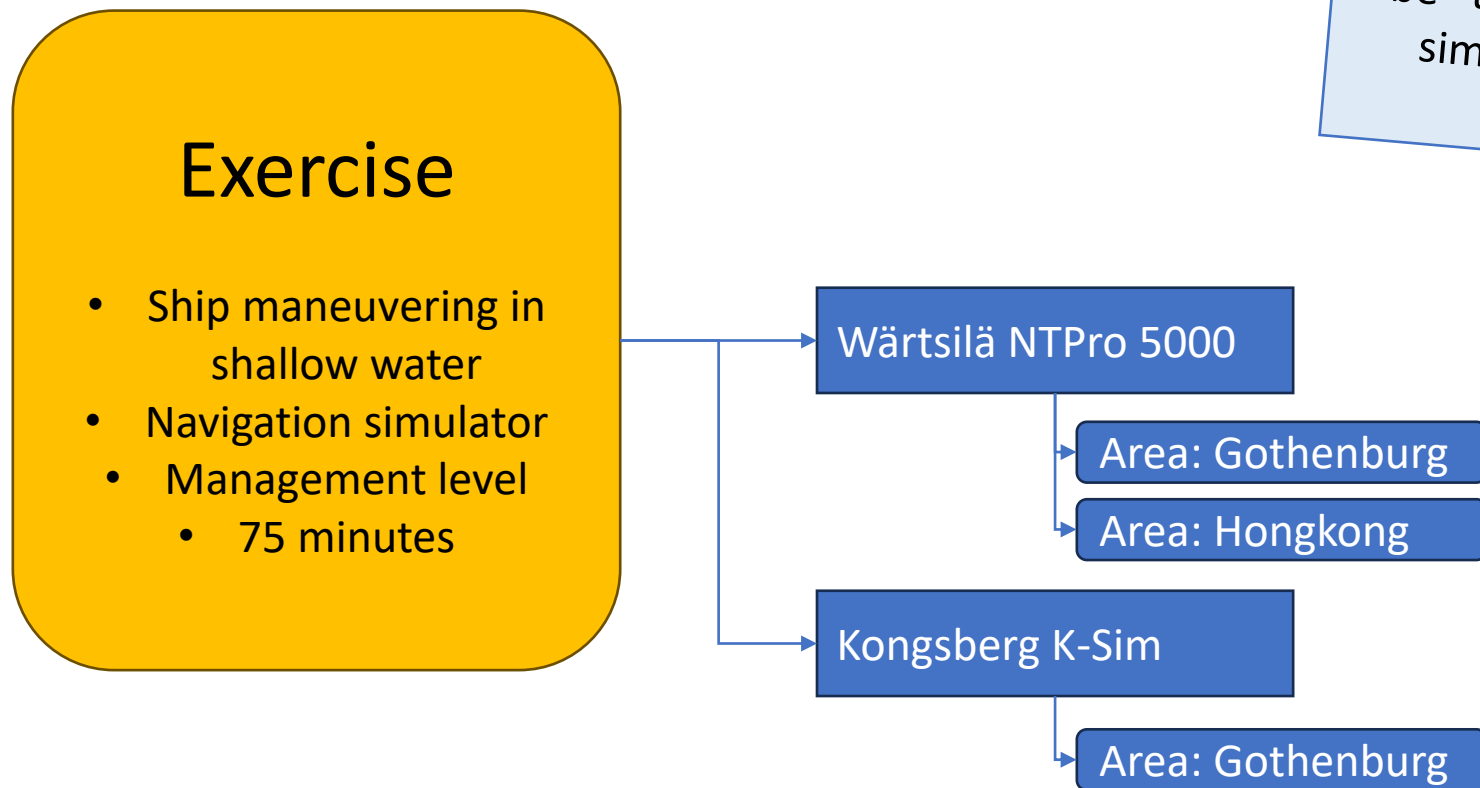 be
sim
Exercise
• Ship maneuvering in
shallow water
• Navigation simulator
• Management level
• 75 minutes
Wärtsilä NTPro 5000
Area: Gothenburg
Area: Hongkong
Kongsberg K-Sim
Area: Gothenburg